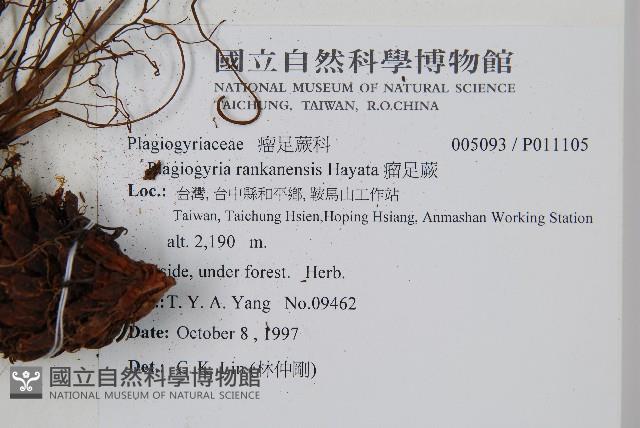 國立自然科學博物館
NATIONAL MUSEUM OF NATURAL SCIENCE
TAICHUNG, TAIWAN, R.O.CHINA
Plagiogyriaceae 瘤足蕨科 005093 / P011105
Plagiogyria rankanensis Hayata 瘤足蕨
Loc.: 台灣, 台中縣和平鄉, 鞍馬山工作站
Taiwan, Taichung Hsien,Hoping Hsiang, Anmashan Working Station
alt. 2,190 m.
side, under forest. Herb.
.: T. Y. A. Yang No.09462
Date: October 8 , 1997
Det.: C. K. Lin (林仲剛)
國立自然科學博物館
NATIONAL MUSEUM OF NATURAL SCIENCE